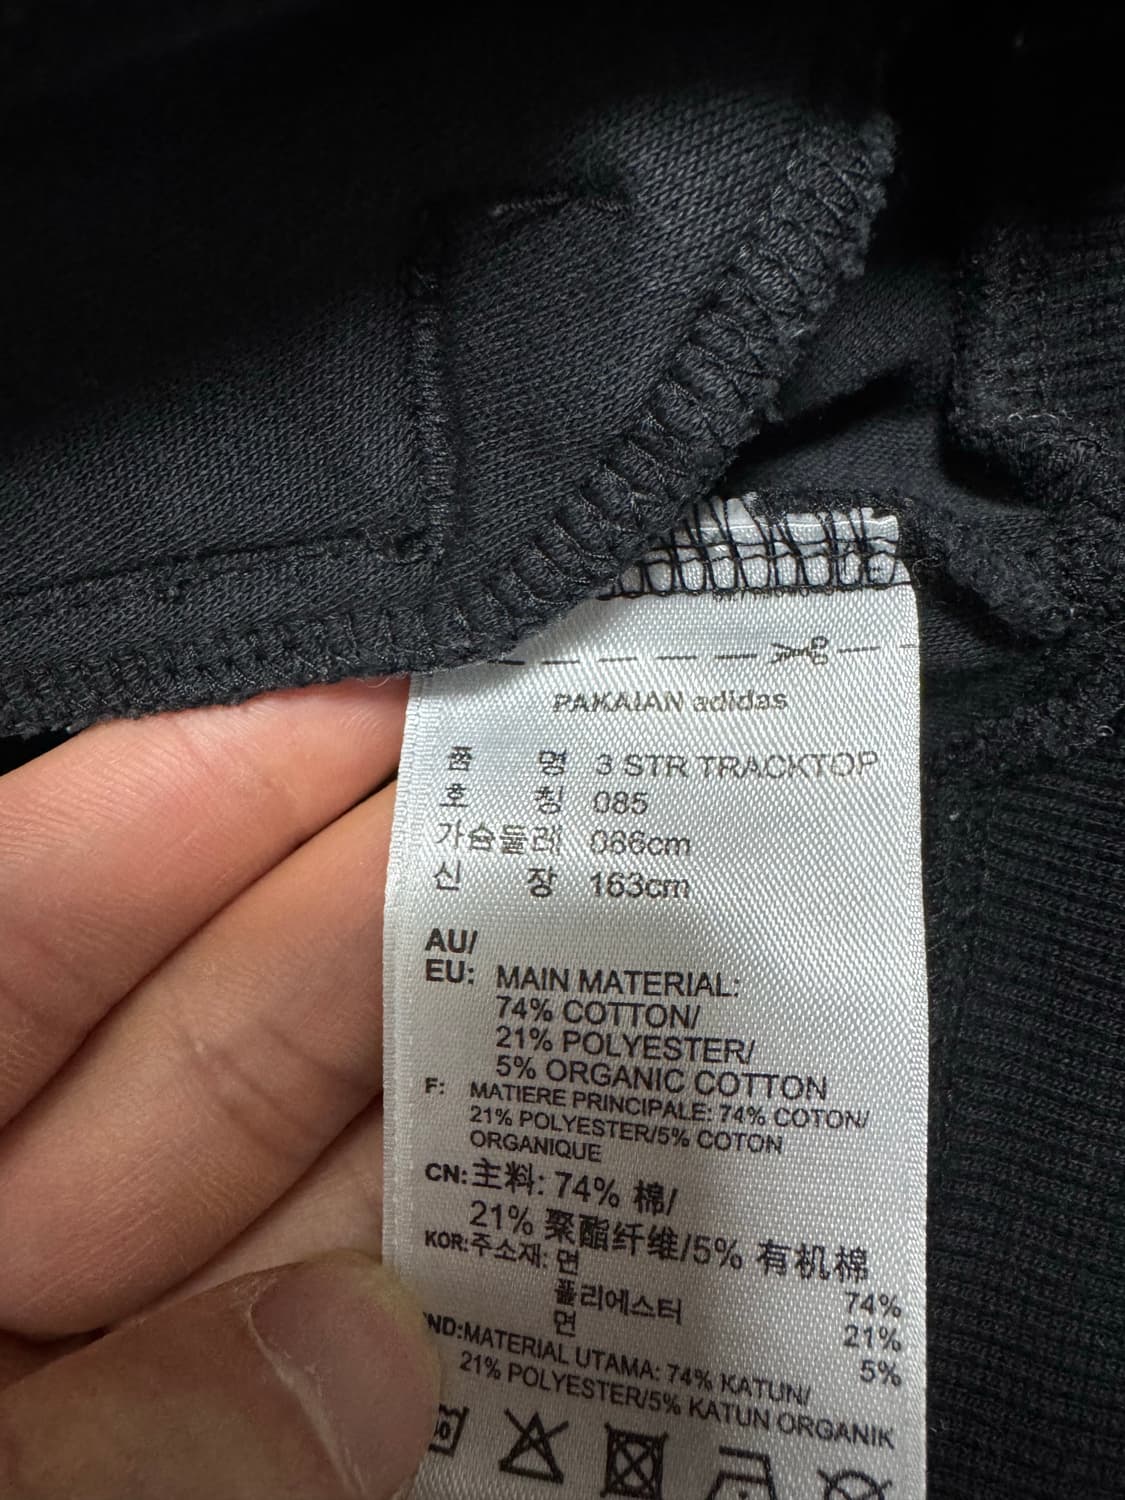 PAKAIAN adidas
품 명 3 STR TRACKTOP
호 칭 085
가슴둘레 086cm
신 장 163cm
AU/
EU: MAIN MATERIAL:
74% COTTON/
21% POLYESTER/
5% ORGANIC COTTON
F: MATIERE PRINCIPALE: 74% COTON/
21% POLYESTER/5% COTON
ORGANIQUE
CN: 主料: 74% 棉/
21% 聚酯纤维/5% 有机棉
KOR: 주소재: 면 74%
폴리에스터 21%
면 5%
IND: MATERIAL UTAMA: 74% KATUN/
21% POLYESTER/5% KATUN ORGANIK